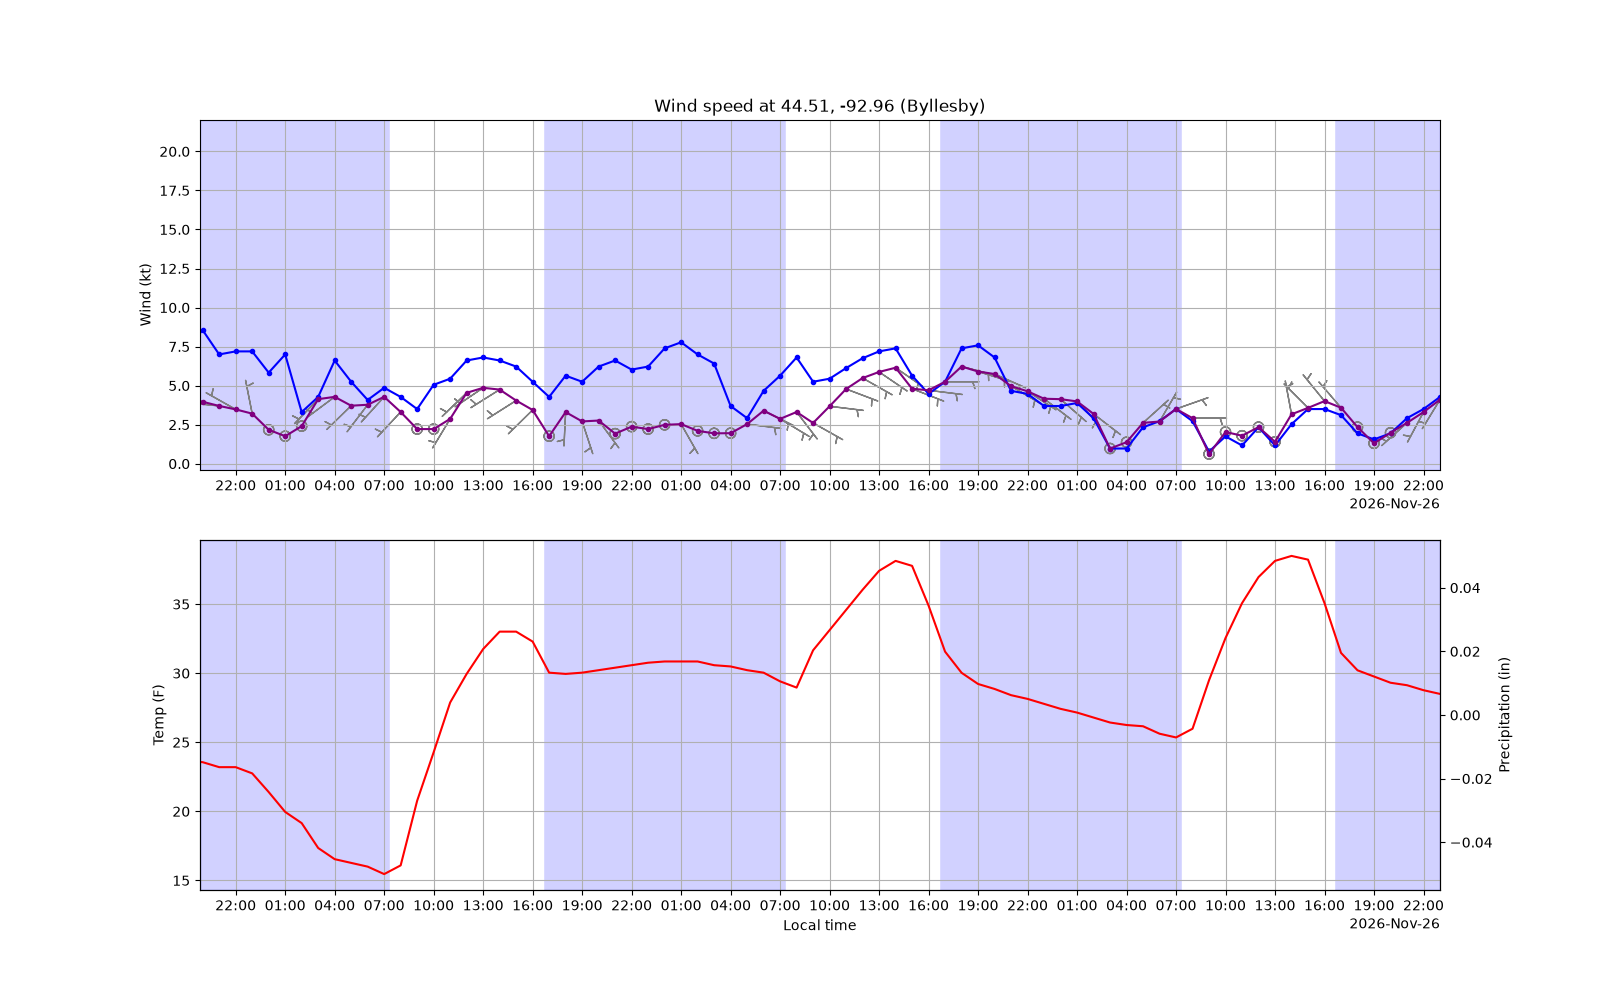 Wind speed at 44.51, -92.96 (Byllesby)
Wind (kt)
20.0
17.5
15.0
12.5
10.0
7.5
5.0
2.5
0.0
22:00 01:00 04:00 07:00 10:00 13:00 16:00 19:00 22:00 01:00 04:00 07:00 10:00 13:00 16:00 19:00 22:00 01:00 04:00 07:00 10:00 13:00 16:00 19:00 22:00
2026-Nov-26
Temp (F)
35
30
25
20
15
0.04
0.02
0.00
−0.02
−0.04
Precipitation (in)
22:00 01:00 04:00 07:00 10:00 13:00 16:00 19:00 22:00 01:00 04:00 07:00 10:00 13:00 16:00 19:00 22:00 01:00 04:00 07:00 10:00 13:00 16:00 19:00 22:00
Local time
2026-Nov-26